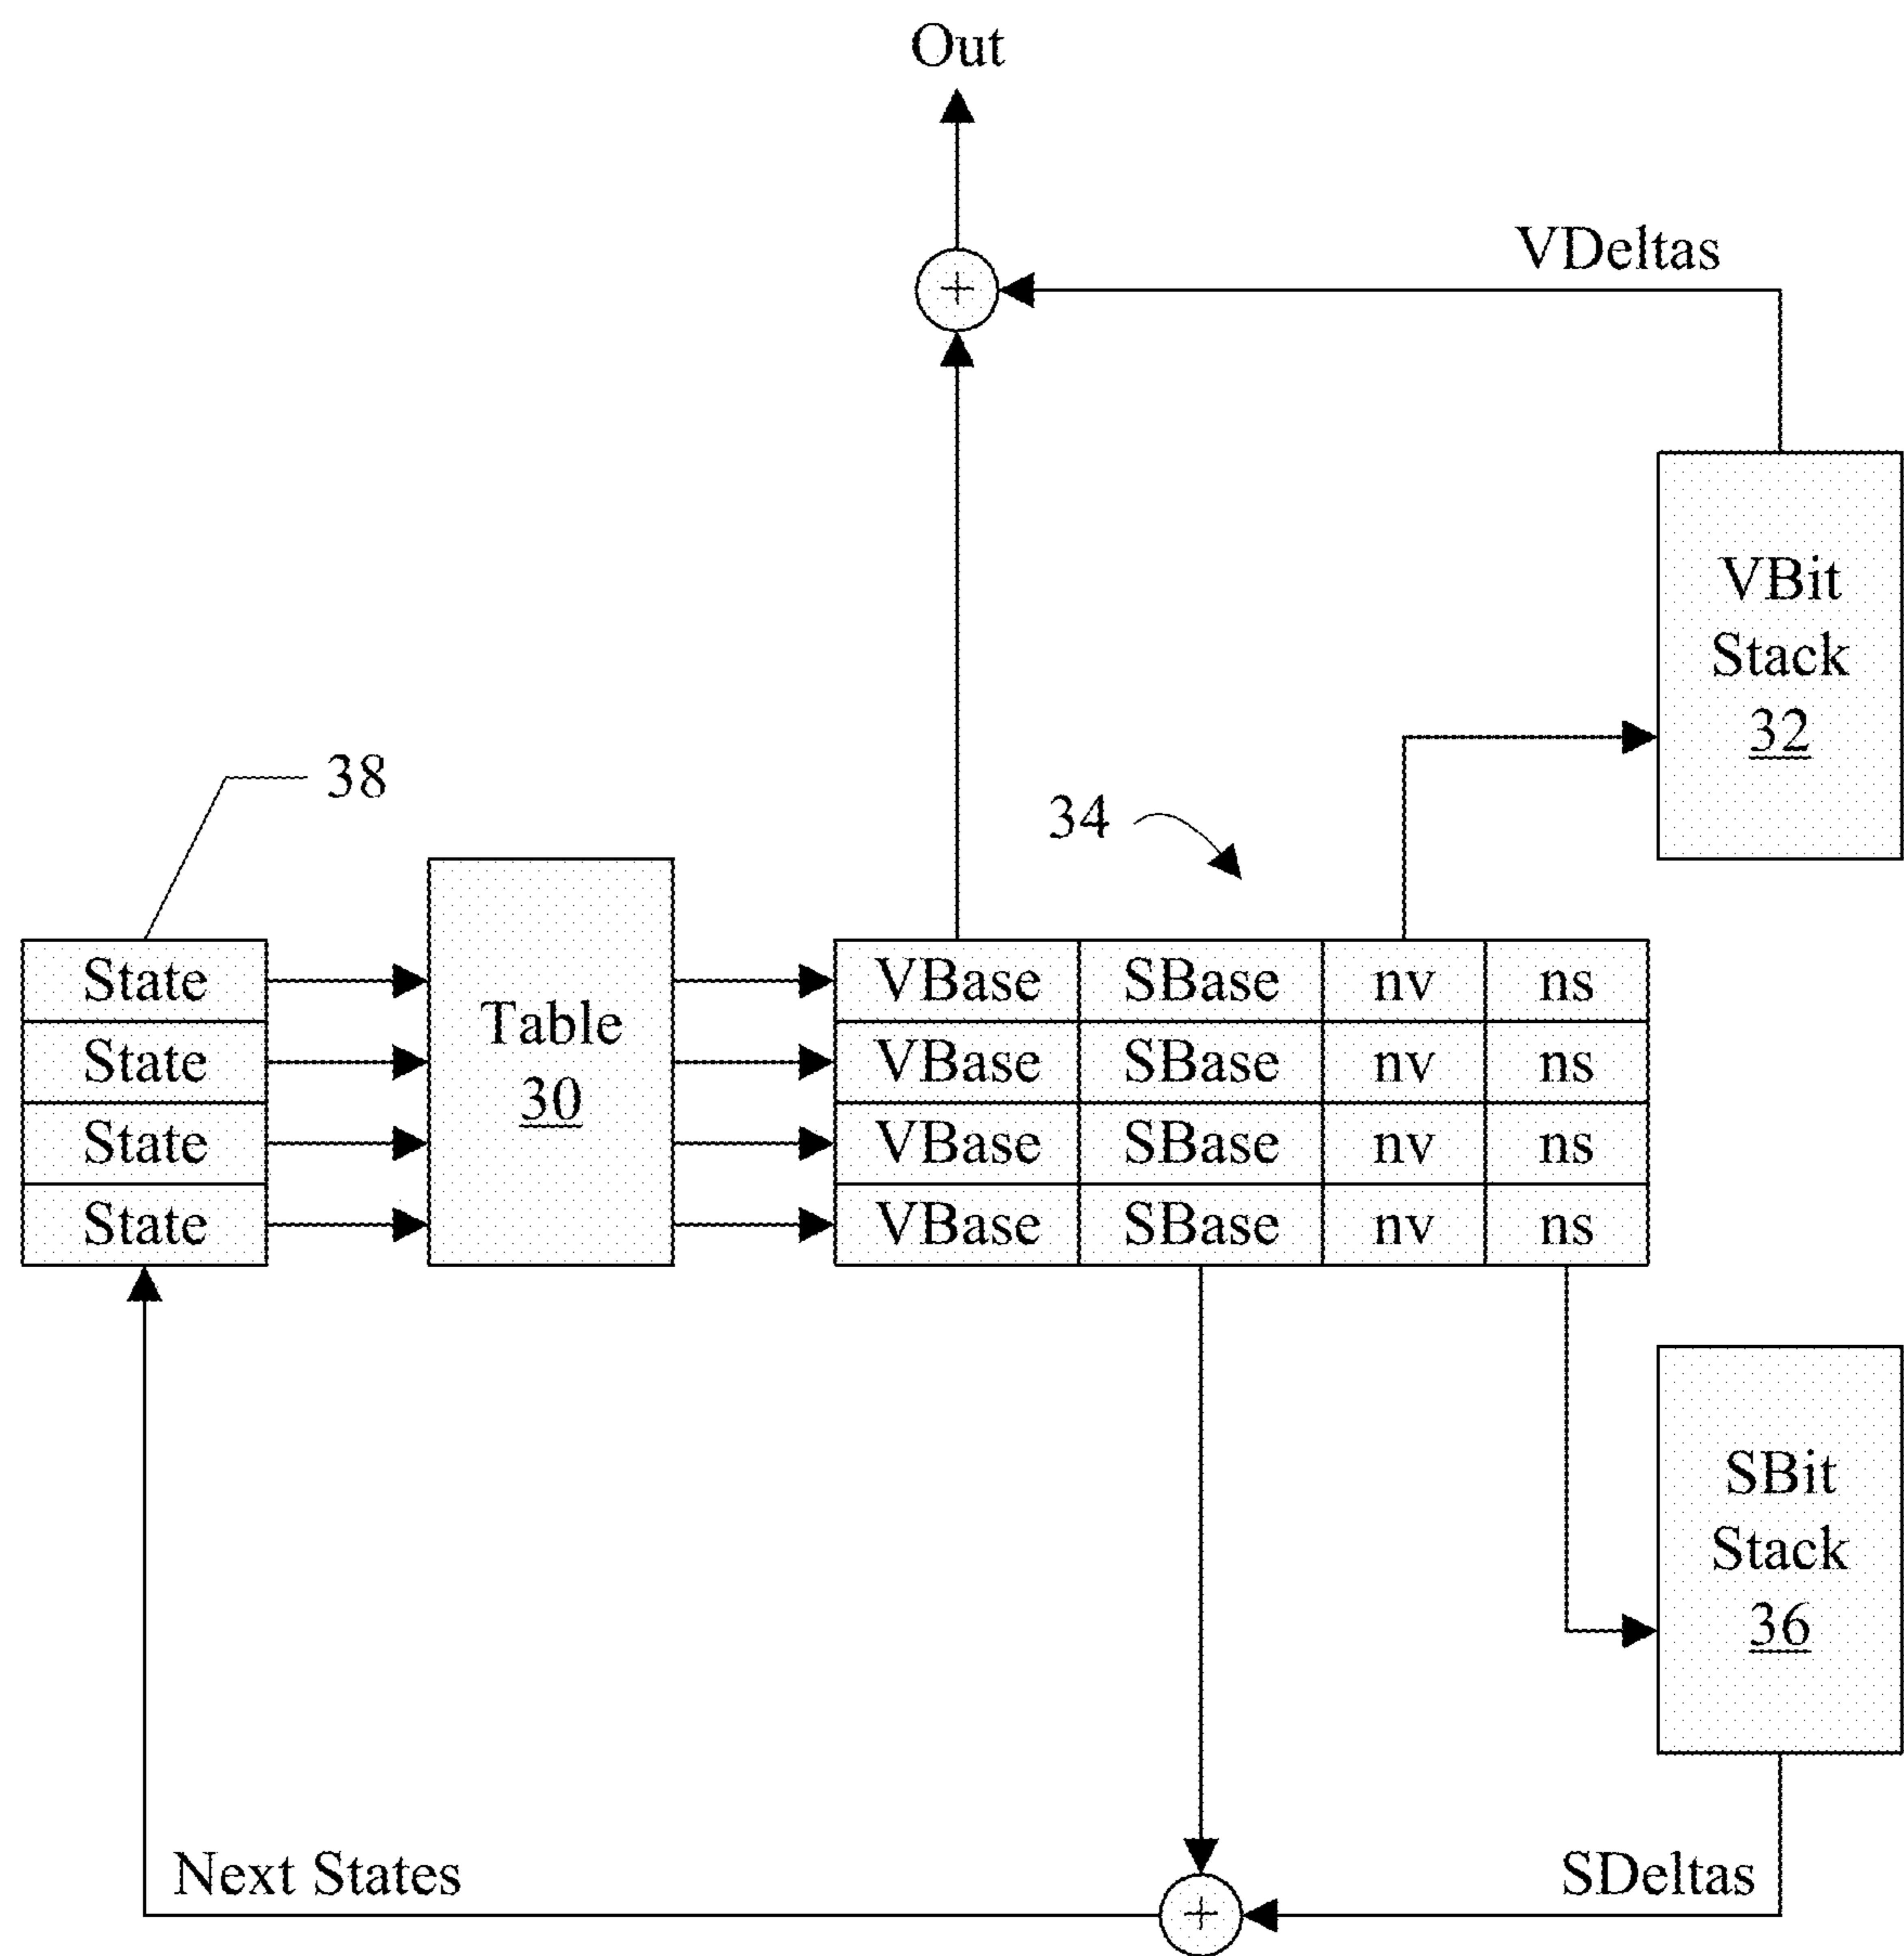 Out
VDeltas
VBit
Stack
32
38
34
State
State
State
State
Table
30
VBase SBase nv ns
VBase SBase nv ns
VBase SBase nv ns
VBase SBase nv ns
SBit
Stack
36
Next States
SDeltas
+
+